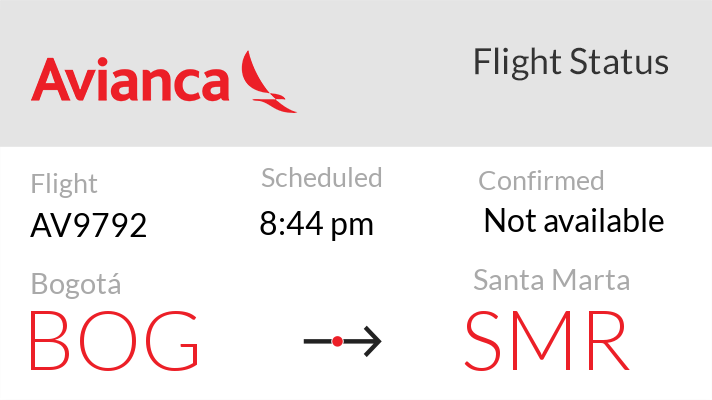 Avianca
Flight Status
Flight
Scheduled
Confirmed
AV9792
8:44 pm
Not available
Bogotá
Santa Marta
BOG
SMR